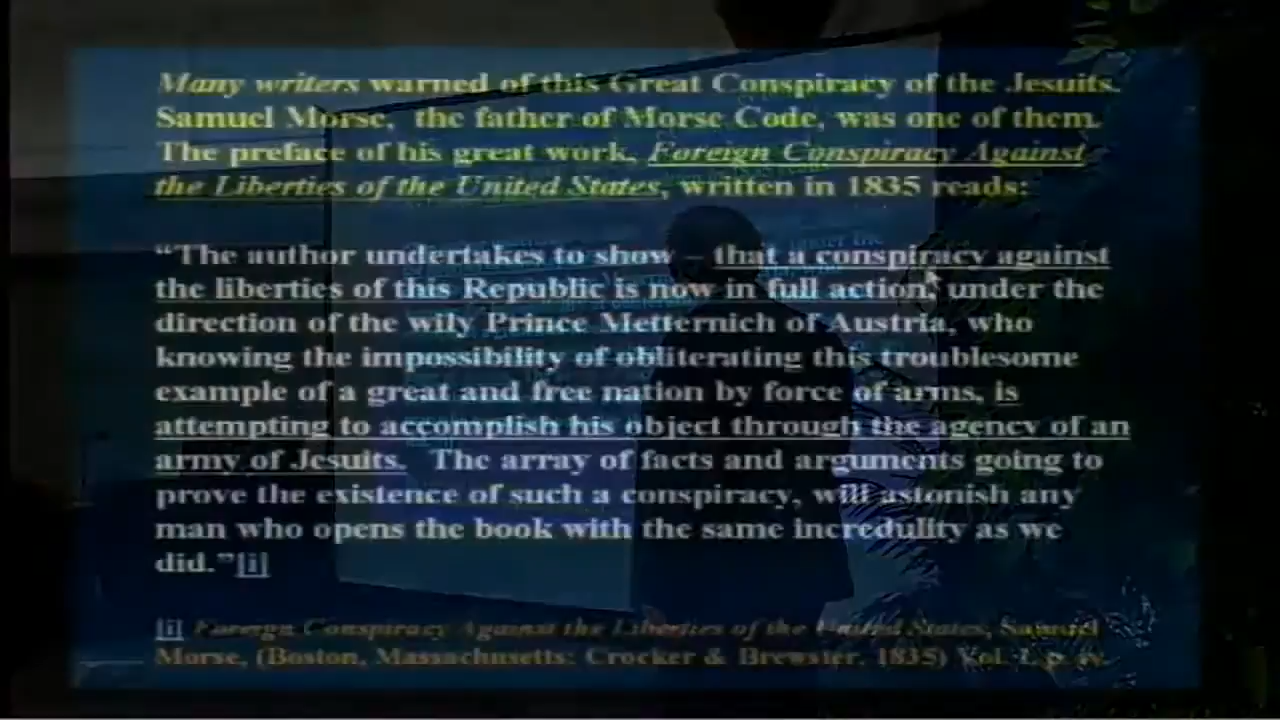 Many writers warned of this Great Conspiracy of the Jesuits.
Samuel Morse, the father of Morse Code, was one of them.
The preface of his great work, Foreign Conspiracy Against
the Liberties of the United States, written in 1835 reads:
“The author undertakes to show – that a conspiracy against
the liberties of this Republic is now in full action, under the
direction of the wily Prince Metternich of Austria, who
knowing the impossibility of obliterating this troublesome
example of a great and free nation by force of arms, is
attempting to accomplish his object through the agency of an
army of Jesuits. The array of facts and arguments going to
prove the existence of such a conspiracy, will astonish any
man who opens the book with the same incredulity as we
did.”[i]
[i] Foreign Conspiracy Against the Liberties of the United States, Samuel
Morse, (Boston, Massachusetts: Crocker & Brewster, 1835) Vol. I, p. iv.